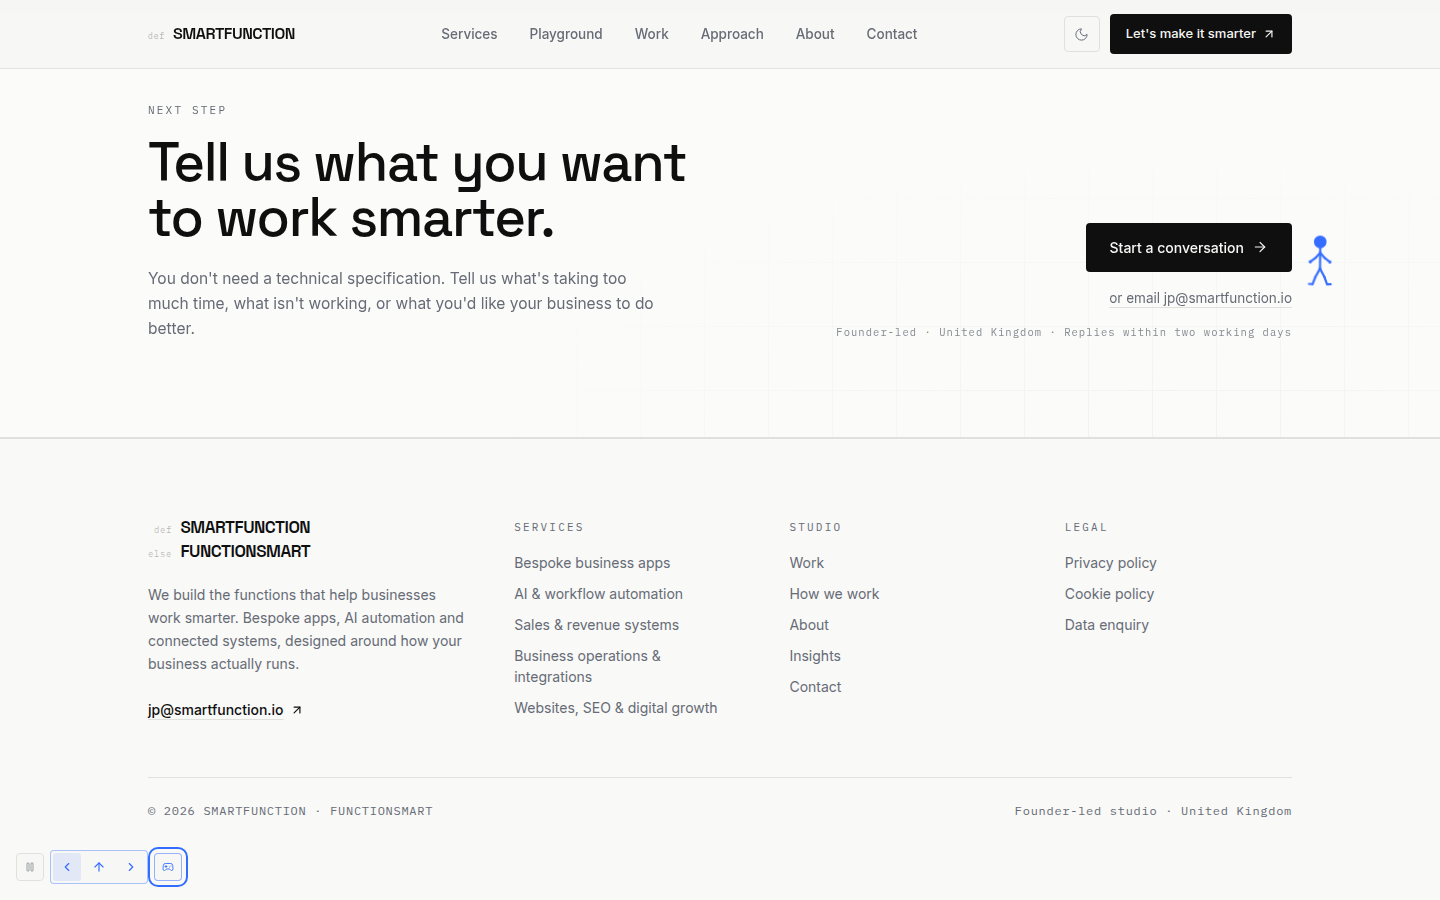 def SMARTFUNCTION
Services
Playground
Work
Approach
About
Contact
Let's make it smarter
NEXT STEP
Tell us what you want
to work smarter.
You don't need a technical specification. Tell us what's taking too
much time, what isn't working, or what you'd like your business to do
better.
Start a conversation
or email jp@smartfunction.io
Founder-led · United Kingdom · Replies within two working days
def SMARTFUNCTION
else FUNCTIONSMART
We build the functions that help businesses
work smarter. Bespoke apps, AI automation and
connected systems, designed around how your
business actually runs.
jp@smartfunction.io
SERVICES
Bespoke business apps
AI & workflow automation
Sales & revenue systems
Business operations &
integrations
Websites, SEO & digital growth
STUDIO
Work
How we work
About
Insights
Contact
LEGAL
Privacy policy
Cookie policy
Data enquiry
© 2026 SMARTFUNCTION · FUNCTIONSMART
Founder-led studio · United Kingdom